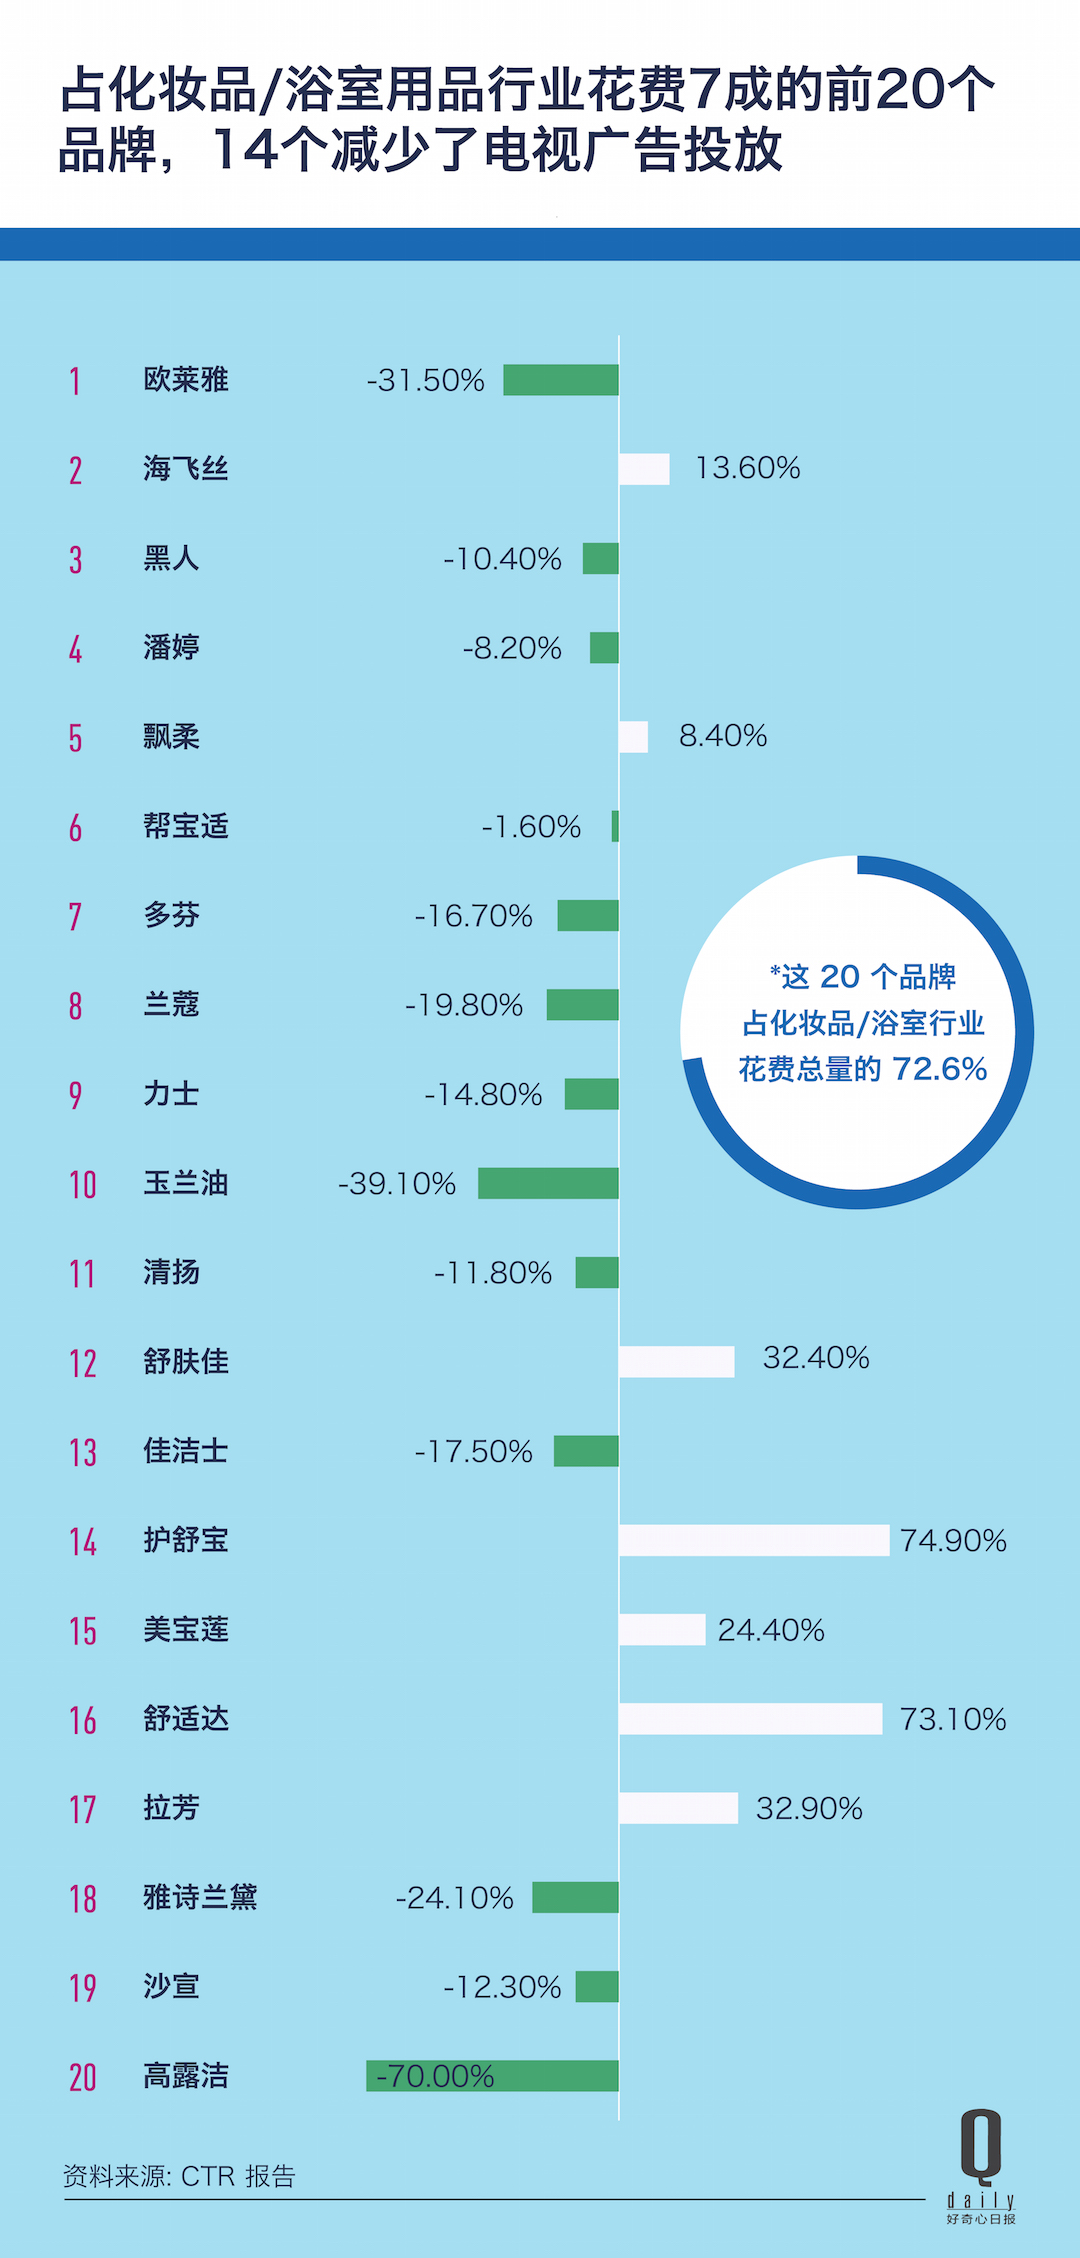 占化妆品/浴室用品行业花费7成的前20个
品牌，14个减少了电视广告投放
1 欧莱雅 -31.50%
2 海飞丝 13.60%
3 黑人 -10.40%
4 潘婷 -8.20%
5 飘柔 8.40%
6 帮宝适 -1.60%
7 多芬 -16.70%
8 兰蔻 -19.80%
9 力士 -14.80%
10 玉兰油 -39.10%
11 清扬 -11.80%
12 舒肤佳 32.40%
13 佳洁士 -17.50%
14 护舒宝 74.90%
15 美宝莲 24.40%
16 舒适达 73.10%
17 拉芳 32.90%
18 雅诗兰黛 -24.10%
19 沙宣 -12.30%
20 高露洁 -70.00%
*这 20 个品牌
占化妆品/浴室行业
花费总量的 72.6%
资料来源: CTR 报告
Q
daily
好奇心日报